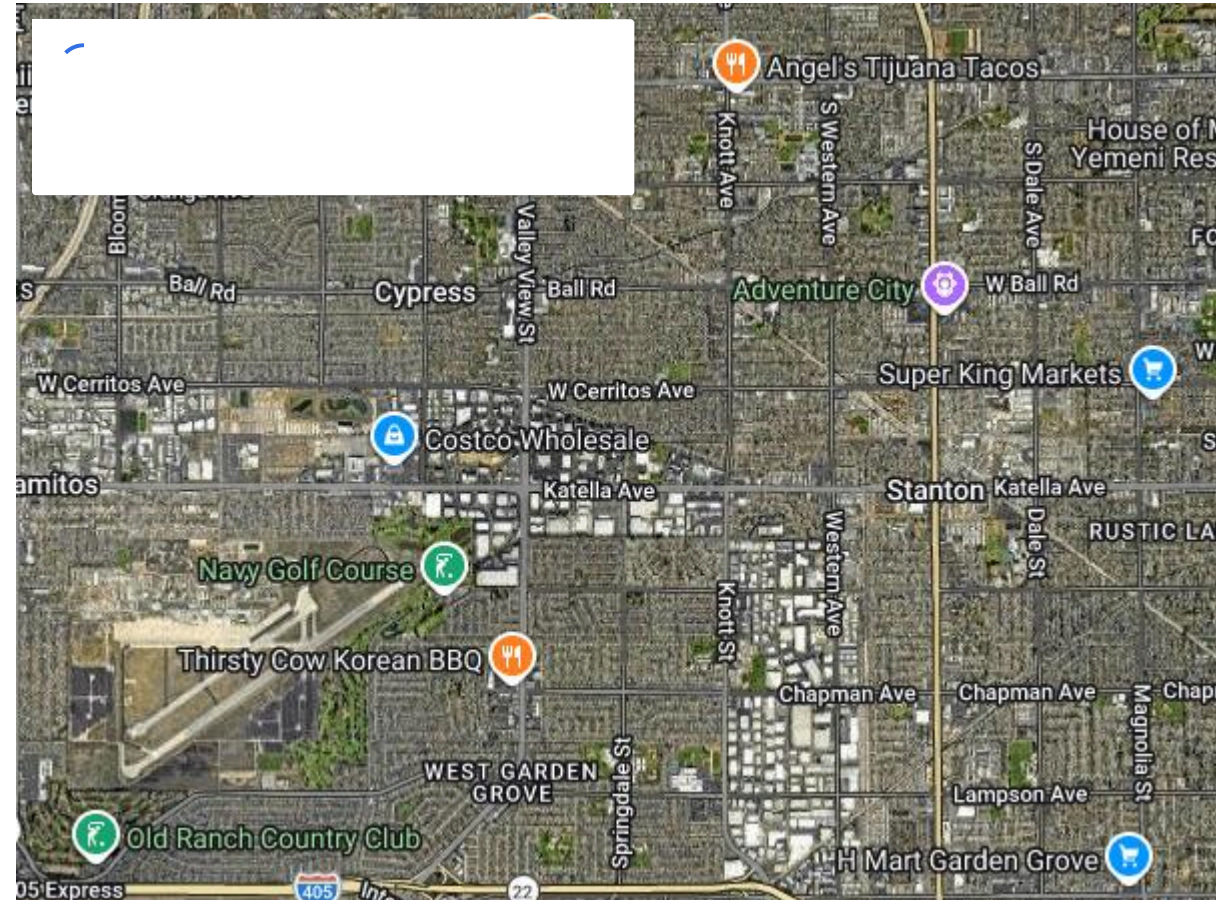 Angel's Tijuana Tacos
House of
Yemeni Res
Knott Ave
S Western Ave
S Dale Ave
Valley View St
Ball Rd
Cypress
Ball Rd
Adventure City
W Ball Rd
W Cerritos Ave
W Cerritos Ave
Super King Markets
Costco Wholesale
amitos
Katella Ave
Stanton
Katella Ave
RUSTIC LA
Dale St
Western Ave
Navy Golf Course
Knott St
Thirsty Cow Korean BBQ
Chapman Ave
Chapman Ave
Chap
Magnolia St
WEST GARDEN
GROVE
Springdale St
Lampson Ave
Old Ranch Country Club
H Mart Garden Grove
05 Express
405
22